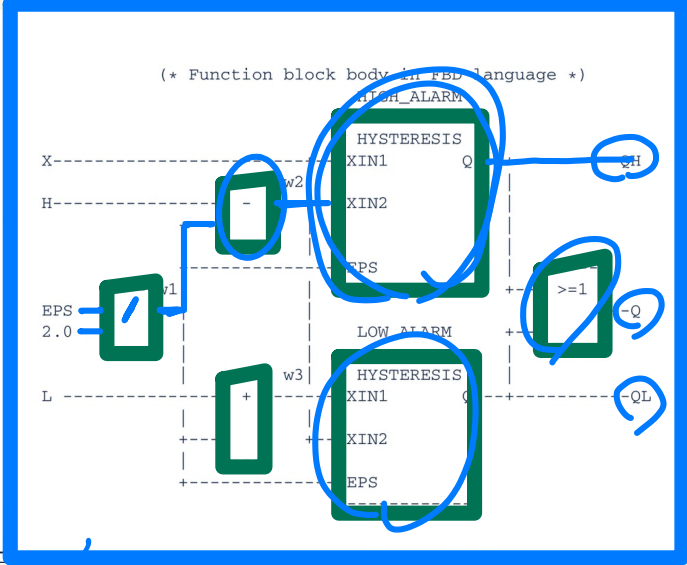 (* Function block body in FBD language *)
HIGH_ALARM
HYSTERESIS
X XIN1 Q QH
w2
H - XIN2
EPS
w1
EPS / >=1 -Q
2.0
LOW_ALARM
w3 HYSTERESIS
L + XIN1 Q QL
XIN2
EPS